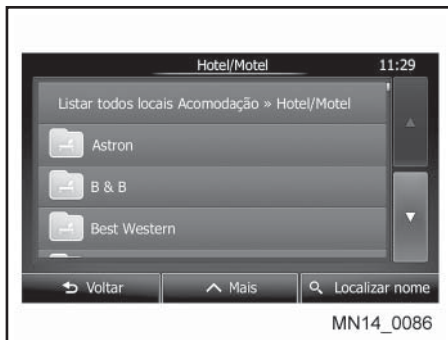 Hotel/Motel 11:29
Listar todos locais Acomodação » Hotel/Motel
Astron
B & B
Best Western
Voltar Mais Localizar nome
MN14_0086